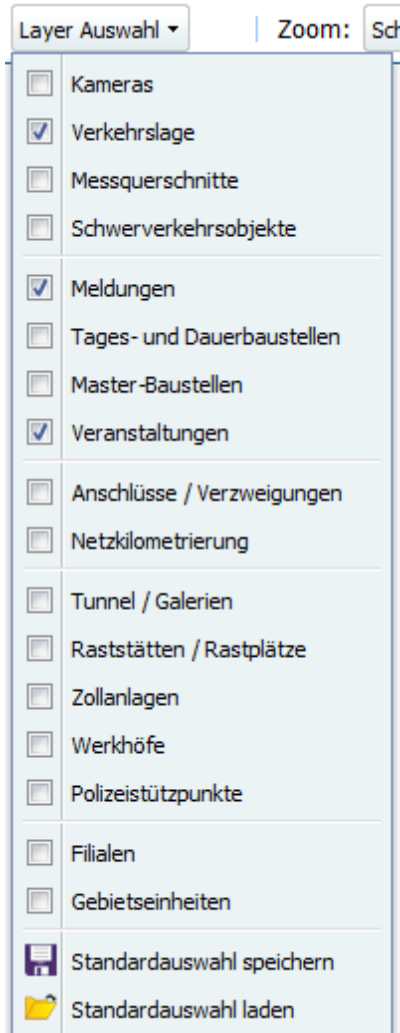 Layer Auswahl Zoom: Sch
Kameras
Verkehrslage
Messquerschnitte
Schwerverkehrsobjekte
Meldungen
Tages- und Dauerbaustellen
Master-Baustellen
Veranstaltungen
Anschlüsse / Verzweigungen
Netzkilometrierung
Tunnel / Galerien
Raststätten / Rastplätze
Zollanlagen
Werkhöfe
Polizeistützpunkte
Filialen
Gebietseinheiten
Standardauswahl speichern
Standardauswahl laden